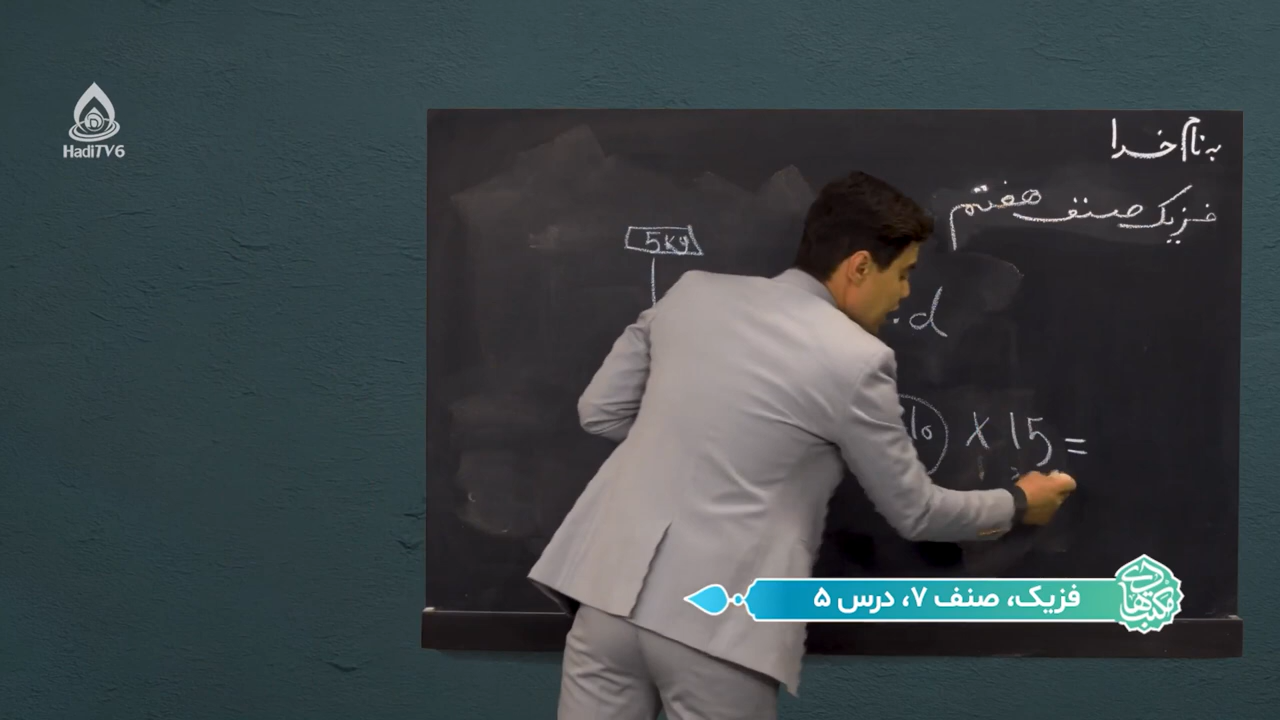 به نام خدا
فزیک صنف هفتم
5Kg
.d
10 X 15 =
HadiTV6
فزیک، صنف ۷، درس ۵